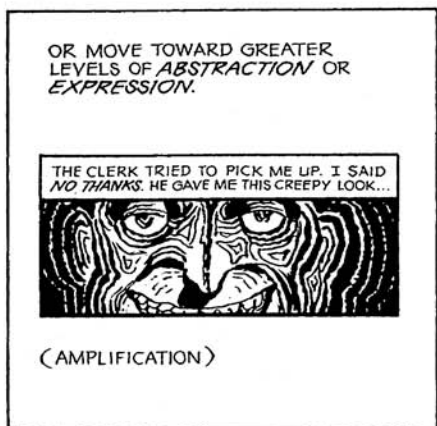 OR MOVE TOWARD GREATER
LEVELS OF ABSTRACTION OR
EXPRESSION.
THE CLERK TRIED TO PICK ME UP. I SAID
NO THANKS. HE GAVE ME THIS CREEPY LOOK...
(AMPLIFICATION)